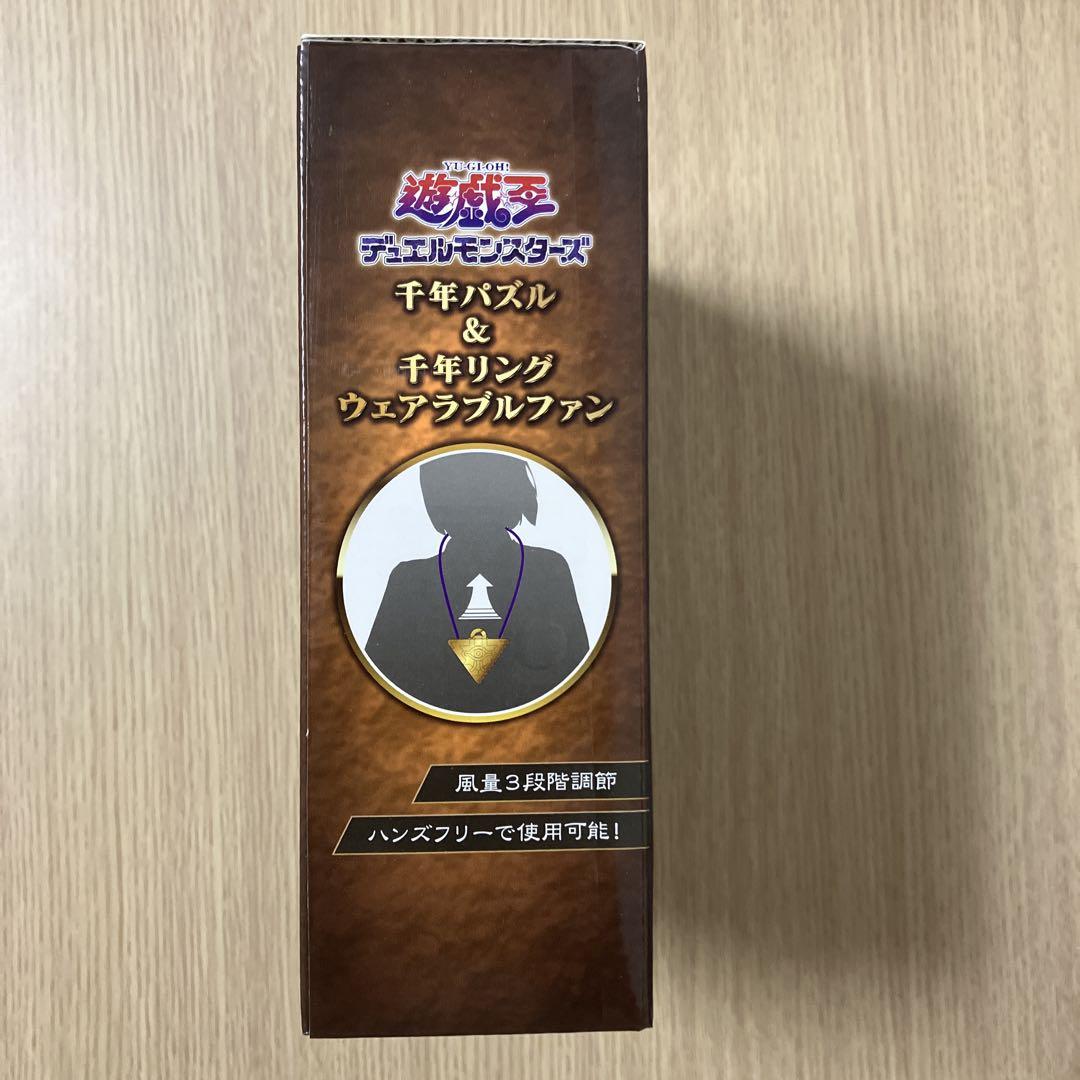 YU-GI-OH!
遊戯王
デュエルモンスターズ
千年パズル
&
千年リング
ウェアラブルファン
風量3段階調節
ハンズフリーで使用可能!